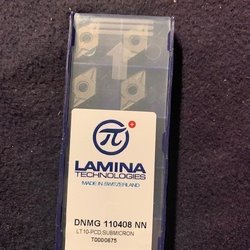 π
LAMINA
TECHNOLOGIES
MADE IN SWITZERLAND
DNMG 110408 NN
LT 10-PCD,SUBMICRON
T0000675